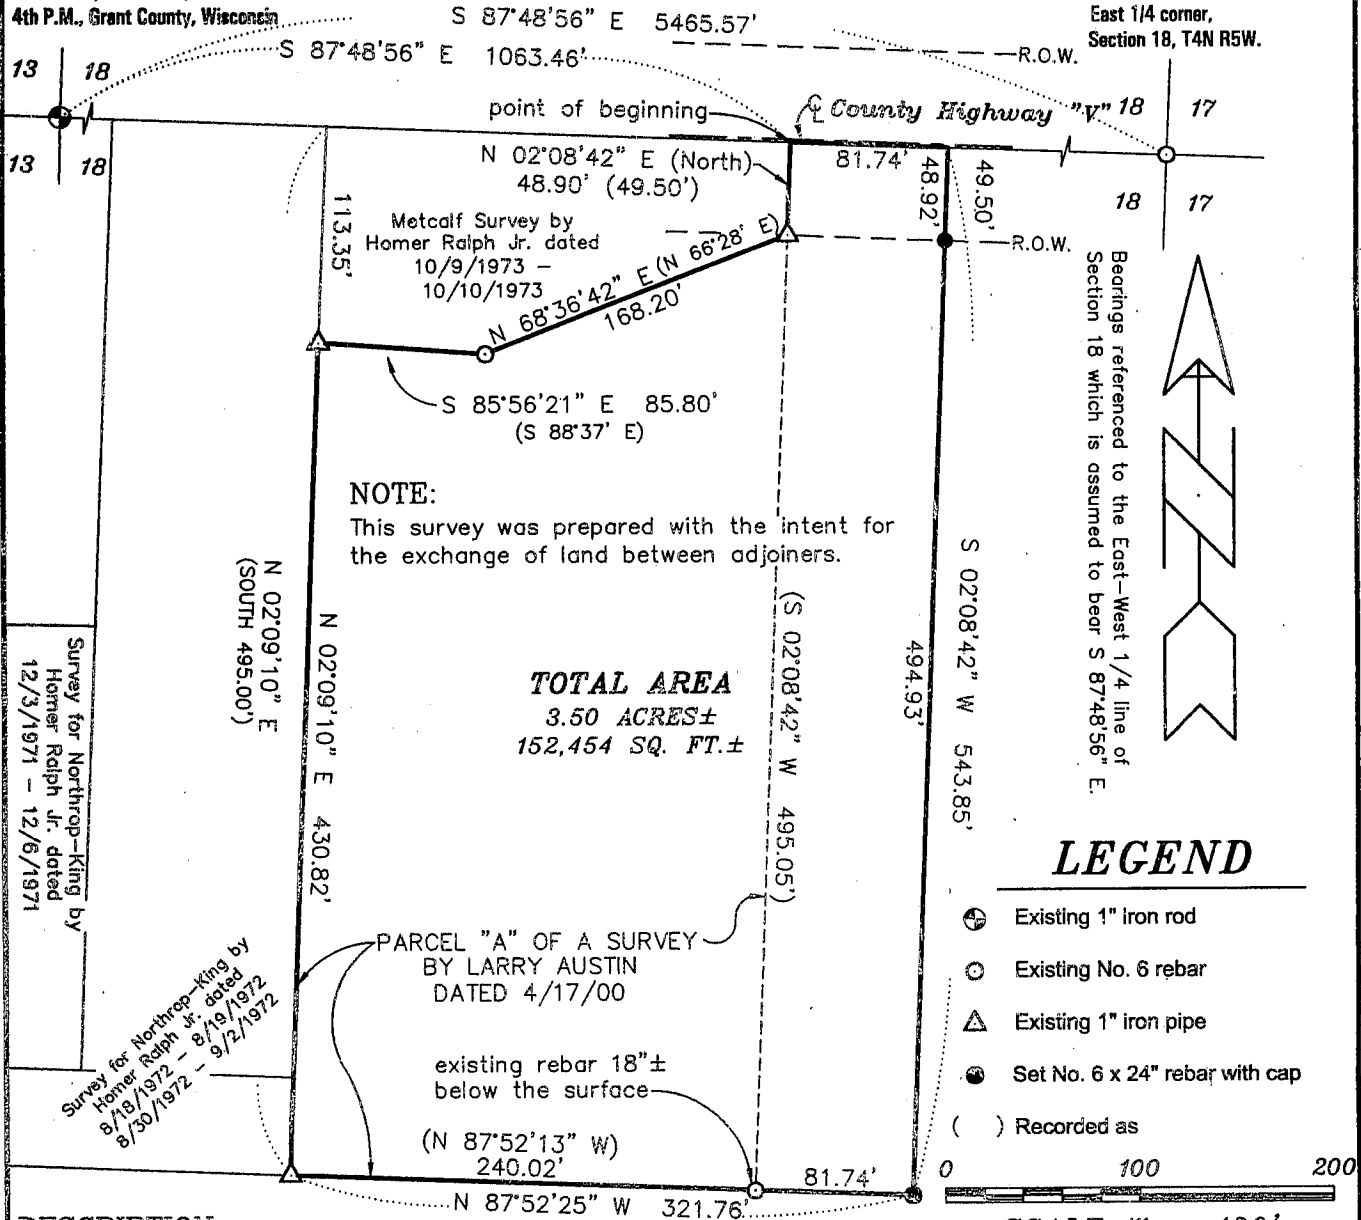 4th P.M., Grant County, Wisconsin
S 87°48'56" E 5465.57'
East 1/4 corner,
Section 18, T4N R5W.
S 87°48'56" E 1063.46'
R.O.W.
13 18
13 18
point of beginning
℄ County Highway "V"
18 17
18 17
N 02°08'42" E (North)
48.90' (49.50')
81.74'
48.92'
49.50'
R.O.W.
113.35'
Metcalf Survey by
Homer Ralph Jr. dated
10/9/1973 –
10/10/1973
N 68°36'42" E (N 66°28' E)
168.20'
S 85°56'21" E 85.80'
(S 88°37' E)
Bearings referenced to the East–West 1/4 line of
Section 18 which is assumed to bear S 87°48'56" E.
NOTE:
This survey was prepared with the intent for
the exchange of land between adjoiners.
N 02°09'10" E
(SOUTH 495.00')
N 02°09'10" E 430.82'
TOTAL AREA
3.50 ACRES±
152,454 SQ. FT.±
(S 02°08'42" W 495.05')
494.93'
S 02°08'42" W 543.85'
Survey for Northrop–King by
Homer Ralph Jr. dated
12/3/1971 – 12/6/1971
Survey for Northrop–King by
Homer Ralph Jr. dated
8/18/1972 – 8/19/1972
8/30/1972 – 9/2/1972
PARCEL "A" OF A SURVEY
BY LARRY AUSTIN
DATED 4/17/00
existing rebar 18"±
below the surface
(N 87°52'13" W)
240.02'
81.74'
N 87°52'25" W 321.76'
LEGEND
Existing 1" iron rod
Existing No. 6 rebar
Existing 1" iron pipe
Set No. 6 x 24" rebar with cap
( ) Recorded as
0 100 200